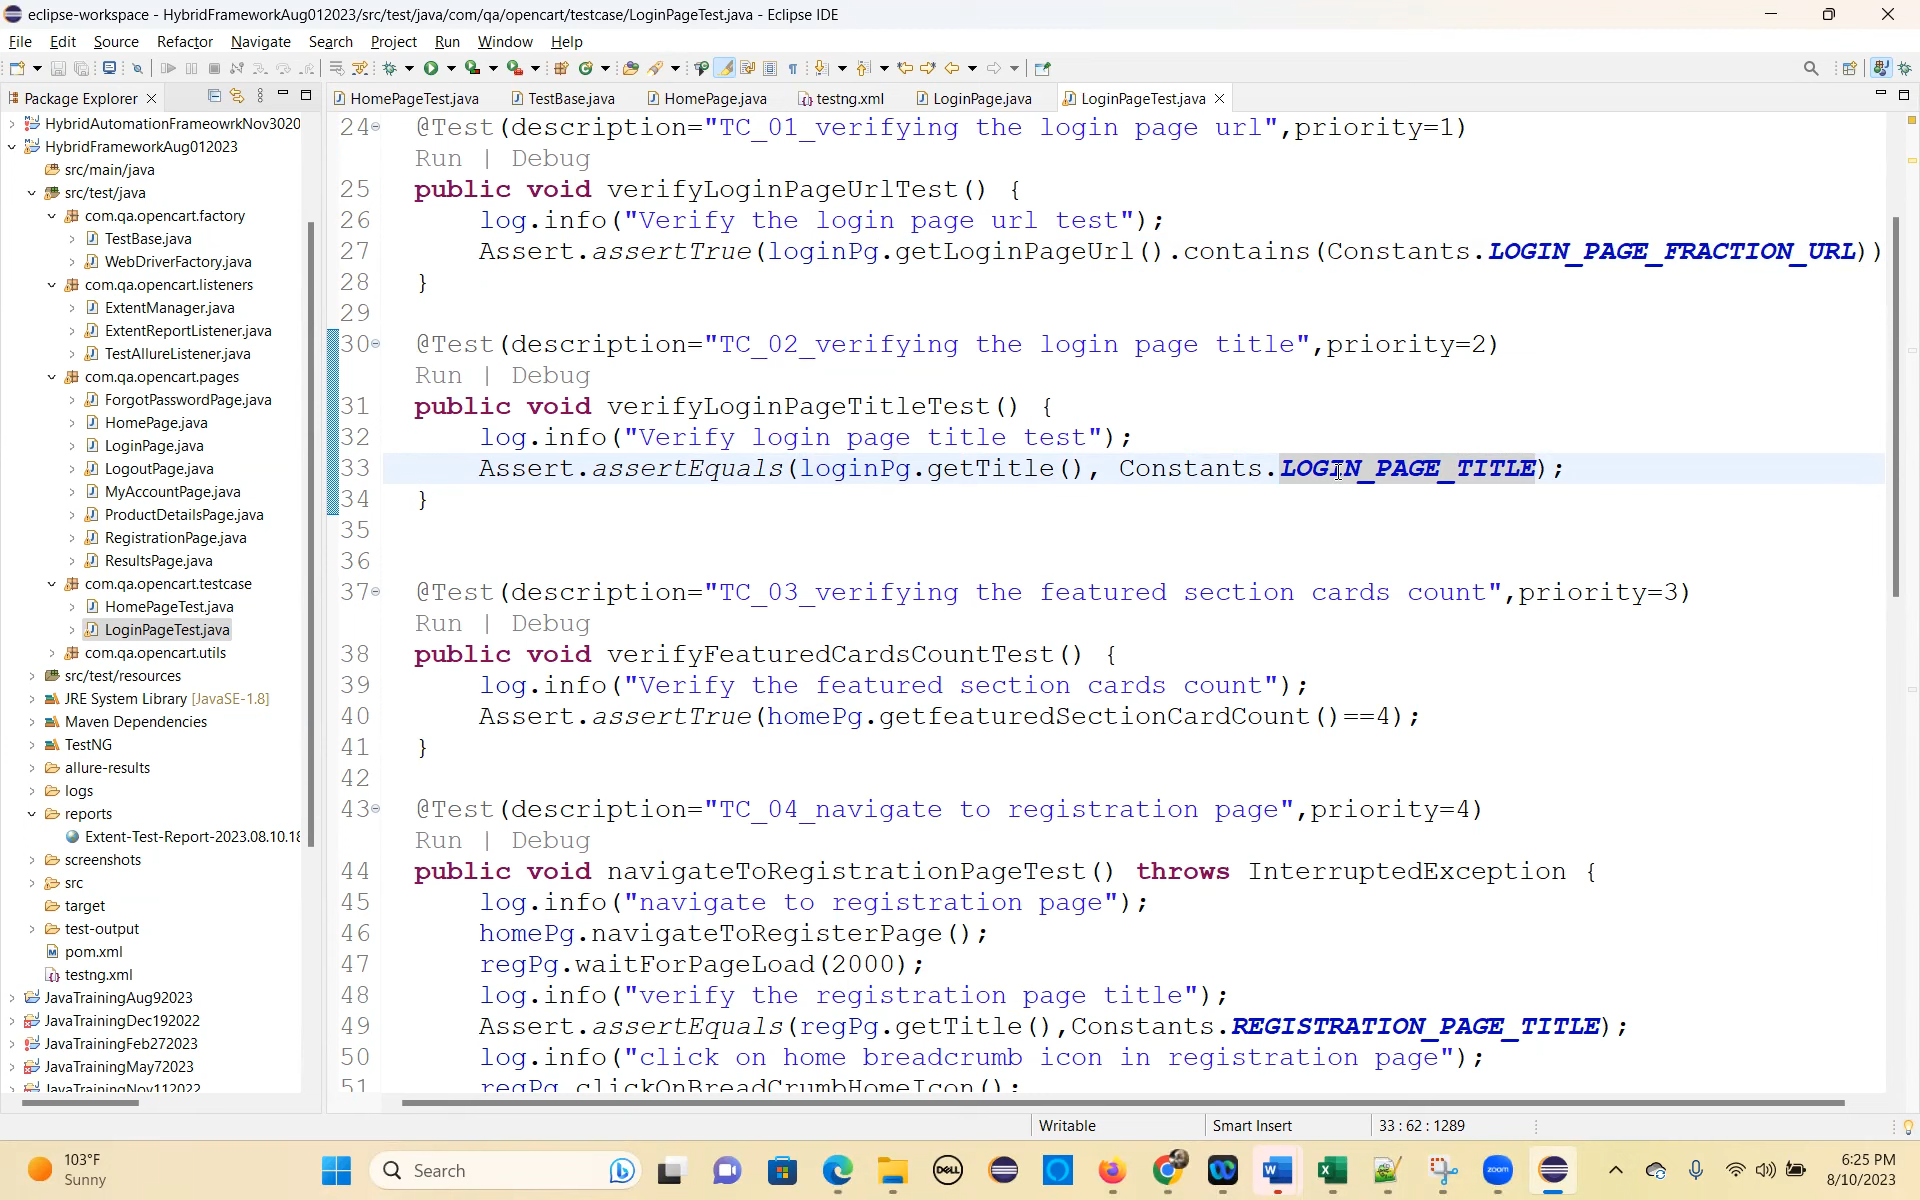 eclipse-workspace - HybridFrameworkAug012023/src/test/java/com/qa/opencart/testcase/LoginPageTest.java - Eclipse IDE
File Edit Source Refactor Navigate Search Project Run Window Help
Package Explorer
HybridAutomationFrameowrkNov3020
HybridFrameworkAug012023
src/main/java
src/test/java
com.qa.opencart.factory
TestBase.java
WebDriverFactory.java
com.qa.opencart.listeners
ExtentManager.java
ExtentReportListener.java
TestAllureListener.java
com.qa.opencart.pages
ForgotPasswordPage.java
HomePage.java
LoginPage.java
LogoutPage.java
MyAccountPage.java
ProductDetailsPage.java
RegistrationPage.java
ResultsPage.java
com.qa.opencart.testcase
HomePageTest.java
LoginPageTest.java
com.qa.opencart.utils
src/test/resources
JRE System Library [JavaSE-1.8]
Maven Dependencies
TestNG
allure-results
logs
reports
Extent-Test-Report-2023.08.10.18
screenshots
src
target
test-output
pom.xml
testng.xml
JavaTrainingAug92023
JavaTrainingDec192022
JavaTrainingFeb272023
JavaTrainingMay72023
JavaTrainingNov112022
HomePageTest.java TestBase.java HomePage.java testng.xml LoginPage.java LoginPageTest.java
24 @Test(description="TC_01_verifying the login page url",priority=1)
Run | Debug
25 public void verifyLoginPageUrlTest() {
26 log.info("Verify the login page url test");
27 Assert.assertTrue(loginPg.getLoginPageUrl().contains(Constants.LOGIN_PAGE_FRACTION_URL))
28 }
29
30 @Test(description="TC_02_verifying the login page title",priority=2)
Run | Debug
31 public void verifyLoginPageTitleTest() {
32 log.info("Verify login page title test");
33 Assert.assertEquals(loginPg.getTitle(), Constants.LOGIN_PAGE_TITLE);
34 }
35
36
37 @Test(description="TC_03_verifying the featured section cards count",priority=3)
Run | Debug
38 public void verifyFeaturedCardsCountTest() {
39 log.info("Verify the featured section cards count");
40 Assert.assertTrue(homePg.getfeaturedSectionCardCount()==4);
41 }
42
43 @Test(description="TC_04_navigate to registration page",priority=4)
Run | Debug
44 public void navigateToRegistrationPageTest() throws InterruptedException {
45 log.info("navigate to registration page");
46 homePg.navigateToRegisterPage();
47 regPg.waitForPageLoad(2000);
48 log.info("verify the registration page title");
49 Assert.assertEquals(regPg.getTitle(),Constants.REGISTRATION_PAGE_TITLE);
50 log.info("click on home breadcrumb icon in registration page");
51 regPg.clickOnBreadCrumbHomeIcon();
Writable Smart Insert 33 : 62 : 1289
103°F
Sunny
Search
DELL
zoom
6:25 PM
8/10/2023